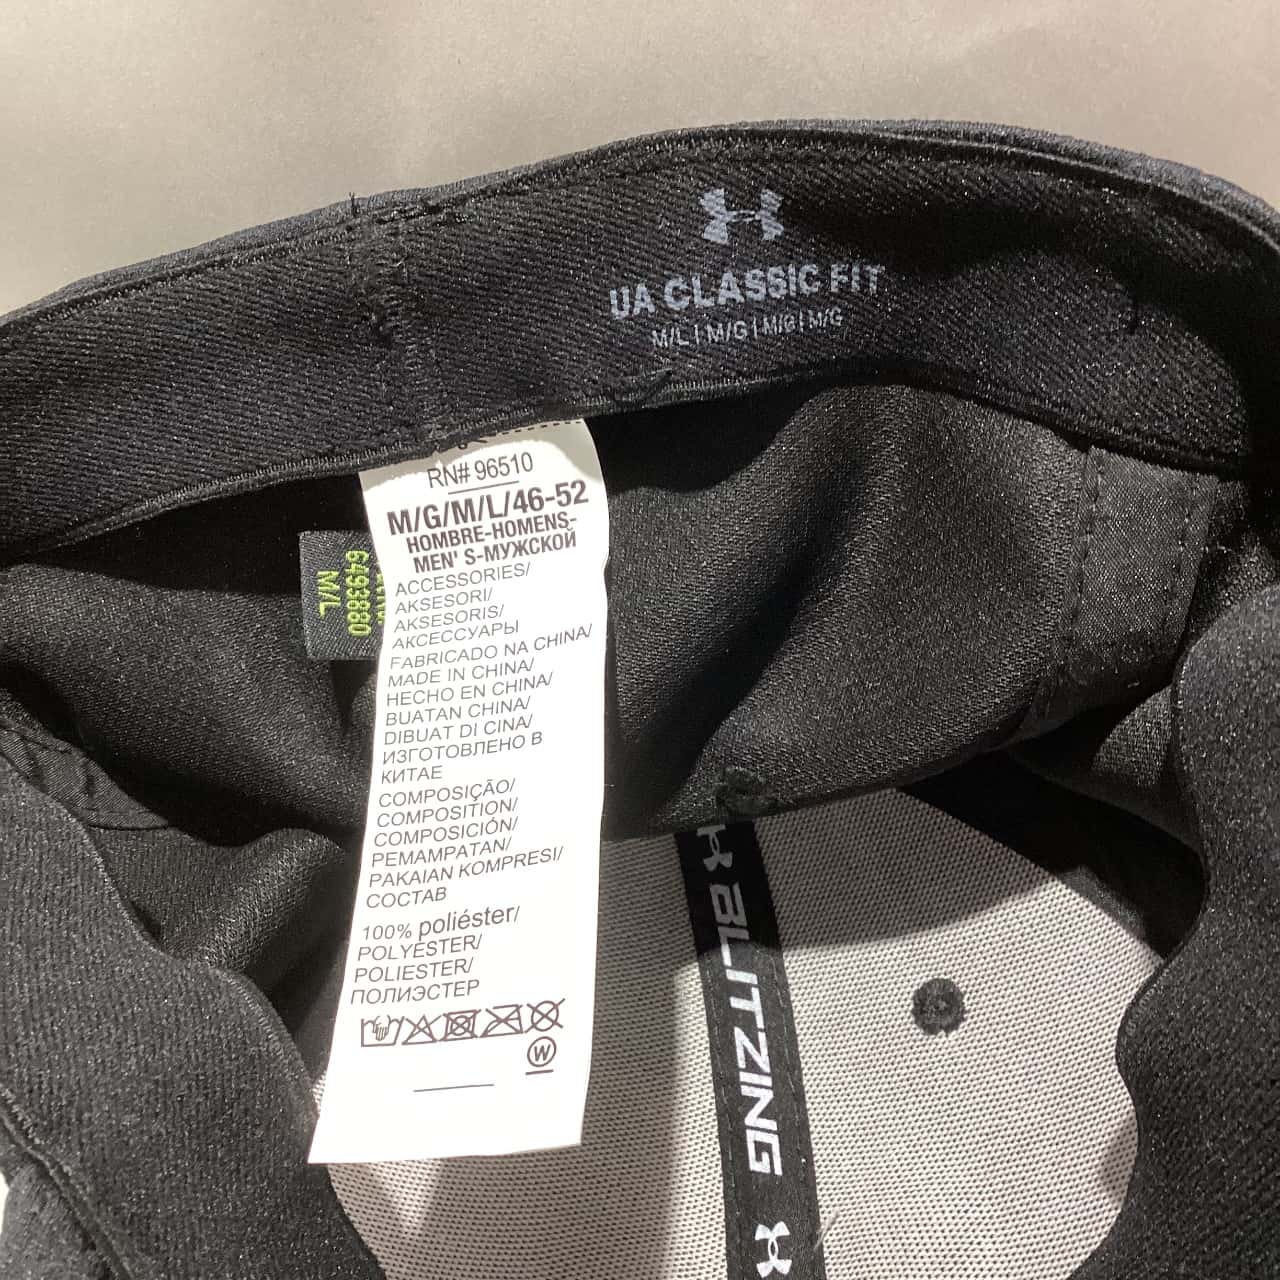 UA CLASSIC FIT
M/L | M/G | M/G | M/G
RN# 96510
M/G/M/L/46-52
HOMBRE-HOMENS-
MEN' S-МУЖСКОЙ
ACCESSORIES/
AKSESORI/
AKSESORIS/
АКСЕССУАРЫ
FABRICADO NA CHINA/
MADE IN CHINA/
HECHO EN CHINA/
BUATAN CHINA/
DIBUAT DI CINA/
ИЗГОТОВЛЕНО В
КИТАЕ
COMPOSIÇÃO/
COMPOSITION/
COMPOSICIÓN/
PEMAMPATAN/
PAKAIAN KOMPRESI/
СОСТАВ
100% poliéster/
POLYESTER/
POLIESTER/
ПОЛИЭСТЕР
W
6493880
M/L
BLITZING